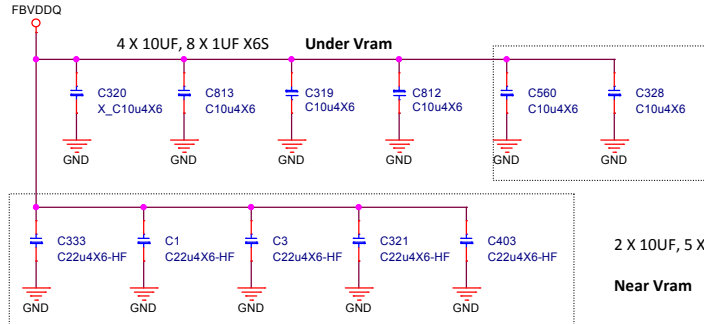 FBVDDQ
4 X 10UF, 8 X 1UF X6S Under Vram
C320 C813 C319 C812 C560 C328
X_C10u4X6 C10u4X6 C10u4X6 C10u4X6 C10u4X6 C10u4X6
GND GND GND GND GND GND
C333 C1 C3 C321 C403
C22u4X6-HF C22u4X6-HF C22u4X6-HF C22u4X6-HF C22u4X6-HF
2 X 10UF, 5 X
Near Vram
GND GND GND GND GND